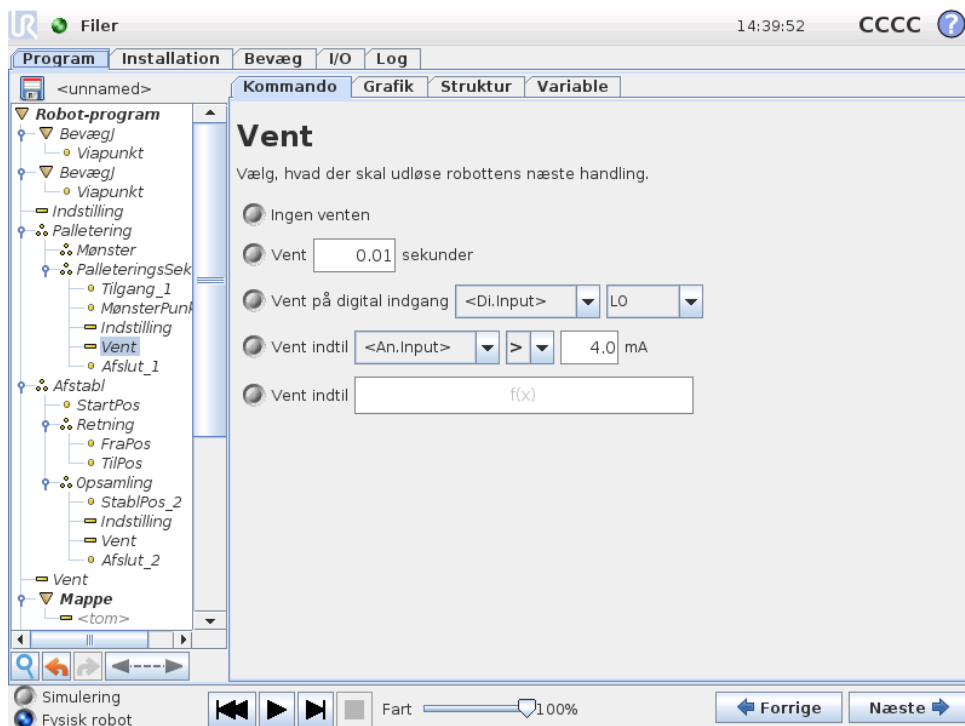 UR Filer 14:39:52 CCCC ?
Program Installation Bevæg I/O Log
<unnamed>
Kommando Grafik Struktur Variable
Robot-program
BevægJ
Viapunkt
BevægJ
Viapunkt
Indstilling
Palletering
Mønster
PalleteringsSek
Tilgang_1
MønsterPunk
Indstilling
Vent
Afslut_1
Afstabl
StartPos
Retning
FraPos
TilPos
Opsamling
StablPos_2
Indstilling
Vent
Afslut_2
Vent
Mappe
<tom>
Vent
Vælg, hvad der skal udløse robottens næste handling.
Ingen venten
Vent 0.01 sekunder
Vent på digital indgang <Di.Input> LO
Vent indtil <An.Input> > 4.0 mA
Vent indtil f(x)
Simulering
Fysisk robot
Fart 100%
Forrige Næste